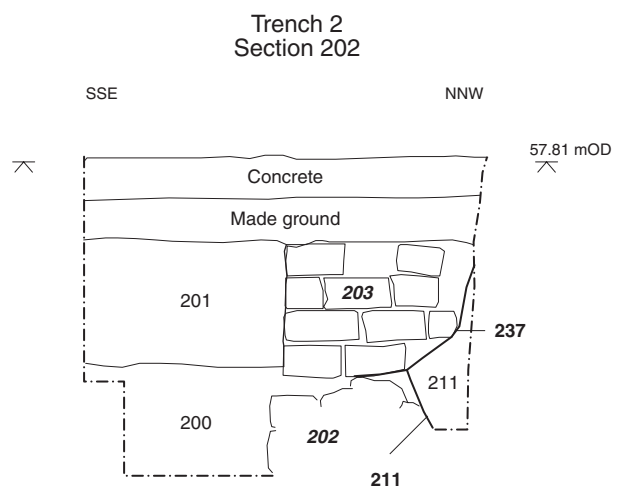 Trench 2
Section 202
SSE
NNW
57.81 mOD
Concrete
Made ground
201
203
237
211
200
202
211